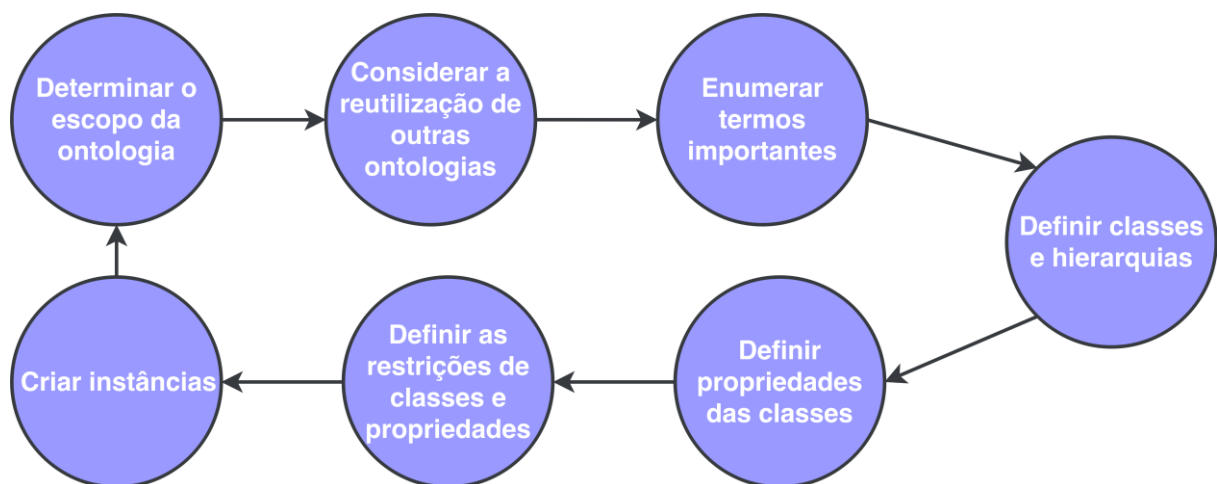 Determinar o
escopo da
ontologia
Considerar a
reutilização de
outras
ontologias
Enumerar
termos
importantes
Definir classes
e hierarquias
Definir
propriedades
das classes
Definir as
restrições de
classes e
propriedades
Criar instâncias